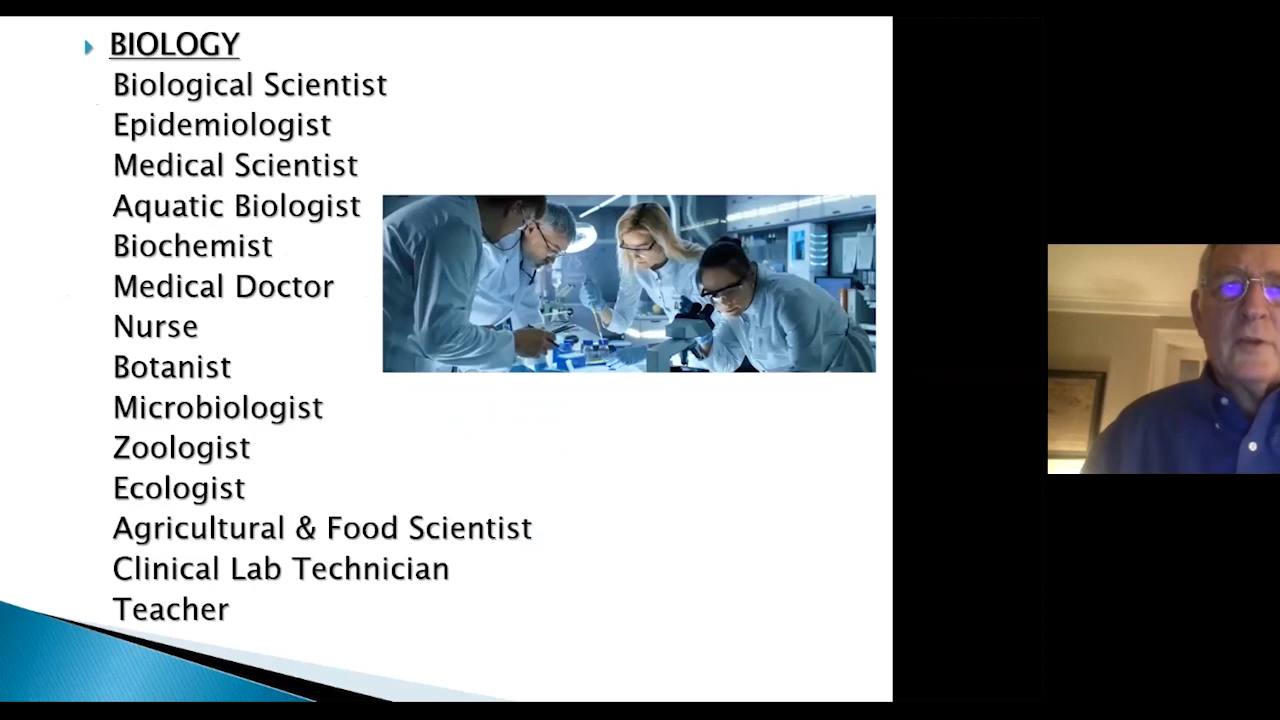 BIOLOGY
Biological Scientist
Epidemiologist
Medical Scientist
Aquatic Biologist
Biochemist
Medical Doctor
Nurse
Botanist
Microbiologist
Zoologist
Ecologist
Agricultural & Food Scientist
Clinical Lab Technician
Teacher